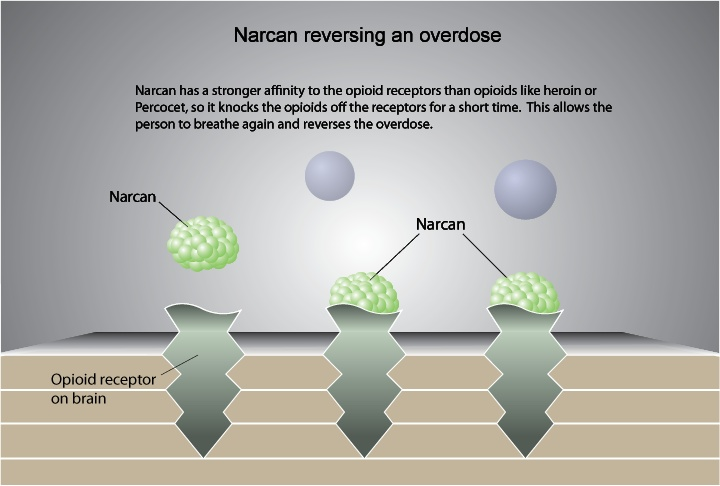 Narcan reversing an overdose
Narcan has a stronger affinity to the opioid receptors than opioids like heroin or
Percocet, so it knocks the opioids off the receptors for a short time. This allows the
person to breathe again and reverses the overdose.
Narcan
Narcan
Opioid receptor
on brain